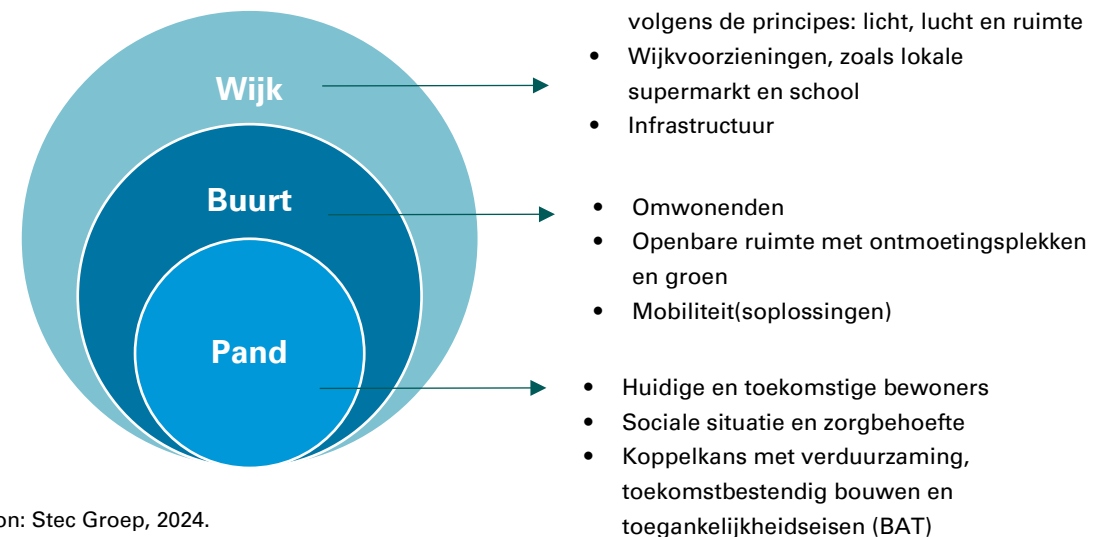 volgens de principes: licht, lucht en ruimte
• Wijkvoorzieningen, zoals lokale
supermarkt en school
• Infrastructuur
Wijk
• Omwonenden
• Openbare ruimte met ontmoetingsplekken
en groen
• Mobiliteit(soplossingen)
Buurt
• Huidige en toekomstige bewoners
• Sociale situatie en zorgbehoefte
• Koppelkans met verduurzaming,
toekomstbestendig bouwen en
toegankelijkheidseisen (BAT)
Pand
on: Stec Groep, 2024.